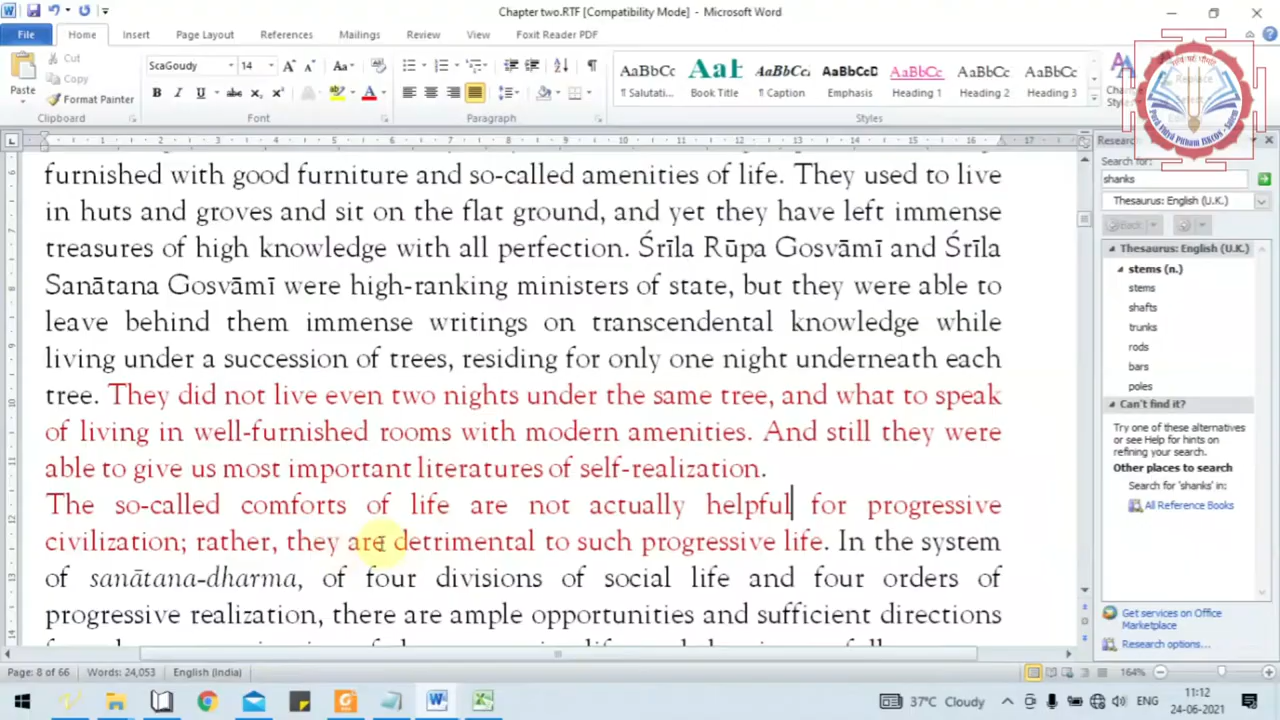 Chapter two.RTF [Compatibility Mode] - Microsoft Word
File Home Insert Page Layout References Mailings Review View Foxit Reader PDF
Cut
Copy
Format Painter
Paste
Clipboard
ScaGoudy 14
Font
Paragraph
AaBbCc AaB AaBbCc AaBbCcD AaBbCc AaBbCc AaBbCc
¶ Salutati... Book Title ¶ Caption Emphasis Heading 1 Heading 2 Heading 3
Styles
furnished with good furniture and so-called amenities of life. They used to live
in huts and groves and sit on the flat ground, and yet they have left immense
treasures of high knowledge with all perfection. Śrīla Rūpa Gosvāmī and Śrīla
Sanātana Gosvāmī were high-ranking ministers of state, but they were able to
leave behind them immense writings on transcendental knowledge while
living under a succession of trees, residing for only one night underneath each
tree. They did not live even two nights under the same tree, and what to speak
of living in well-furnished rooms with modern amenities. And still they were
able to give us most important literatures of self-realization.
The so-called comforts of life are not actually helpful for progressive
civilization; rather, they are detrimental to such progressive life. In the system
of sanātana-dharma, of four divisions of social life and four orders of
progressive realization, there are ample opportunities and sufficient directions
Search for:
shanks
Thesaurus: English (U.K.)
Back
Thesaurus: English (U.K.)
stems (n.)
stems
shafts
trunks
rods
bars
poles
Can't find it?
Try one of these alternatives
or see Help for hints on
refining your search.
Other places to search
Search for 'shanks' in:
All Reference Books
Get services on Office
Marketplace
Research options...
Page: 8 of 66 Words: 24,053 English (India) 164%
37°C Cloudy ENG 11:12
24-06-2021